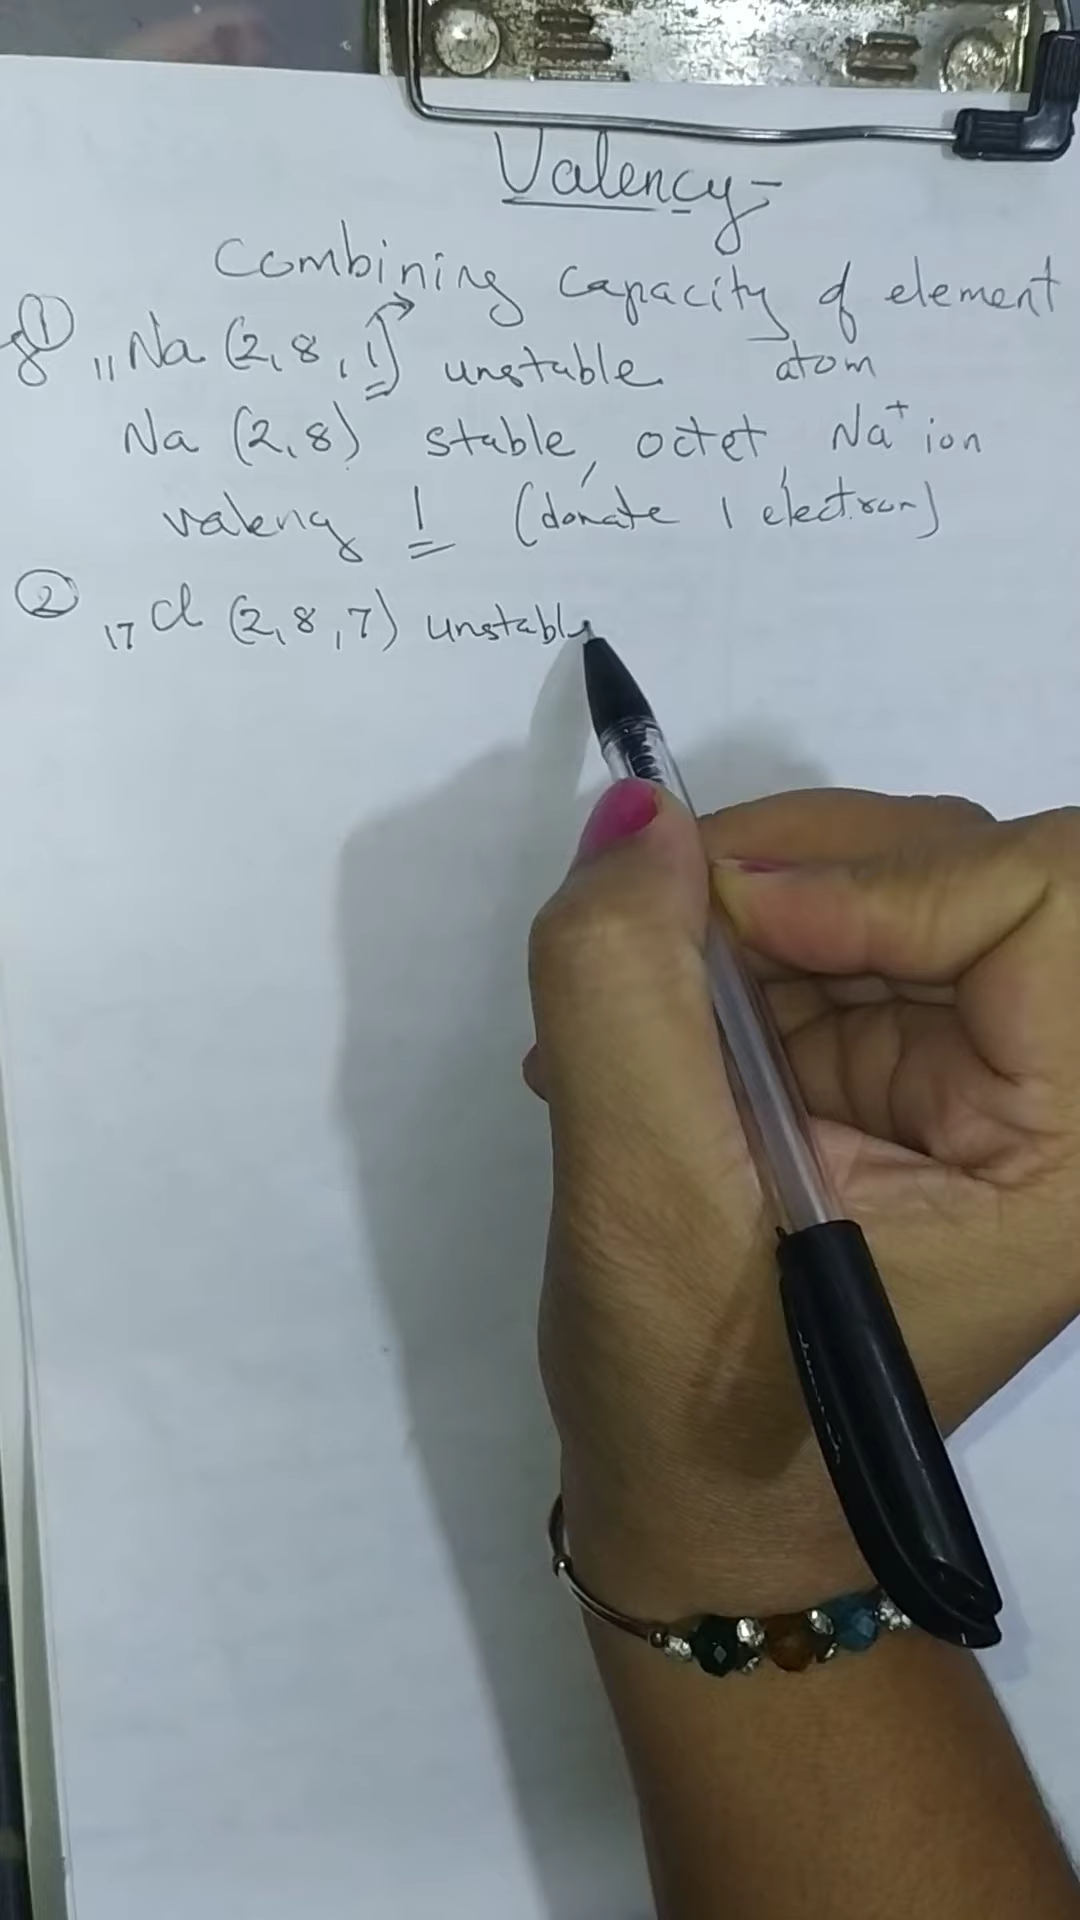 Valency-
Combining capacity of element
eg ① ₁₁Na (2,8,1) → unstable atom
Na (2,8) stable, octet, Na⁺ ion
valency 1 (donate 1 electron)
② ₁₇Cl (2,8,7) unstable